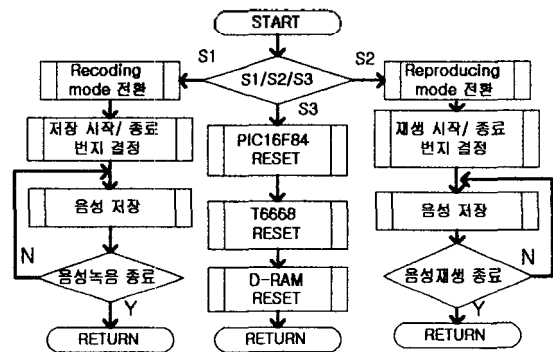 START
S1
S2
S1/S2/S3
S3
Recoding
mode 전환
저장 시작/ 종료
번지 결정
음성 저장
N
음성녹음 종료
Y
RETURN
PIC16F84
RESET
T6668
RESET
D-RAM
RESET
RETURN
Reproducing
mode 전환
재생 시작/ 종료
번지 결정
음성 저장
N
음성재생 종료
Y
RETURN